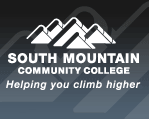 SOUTH MOUNTAIN
COMMUNITY COLLEGE
Helping you climb higher